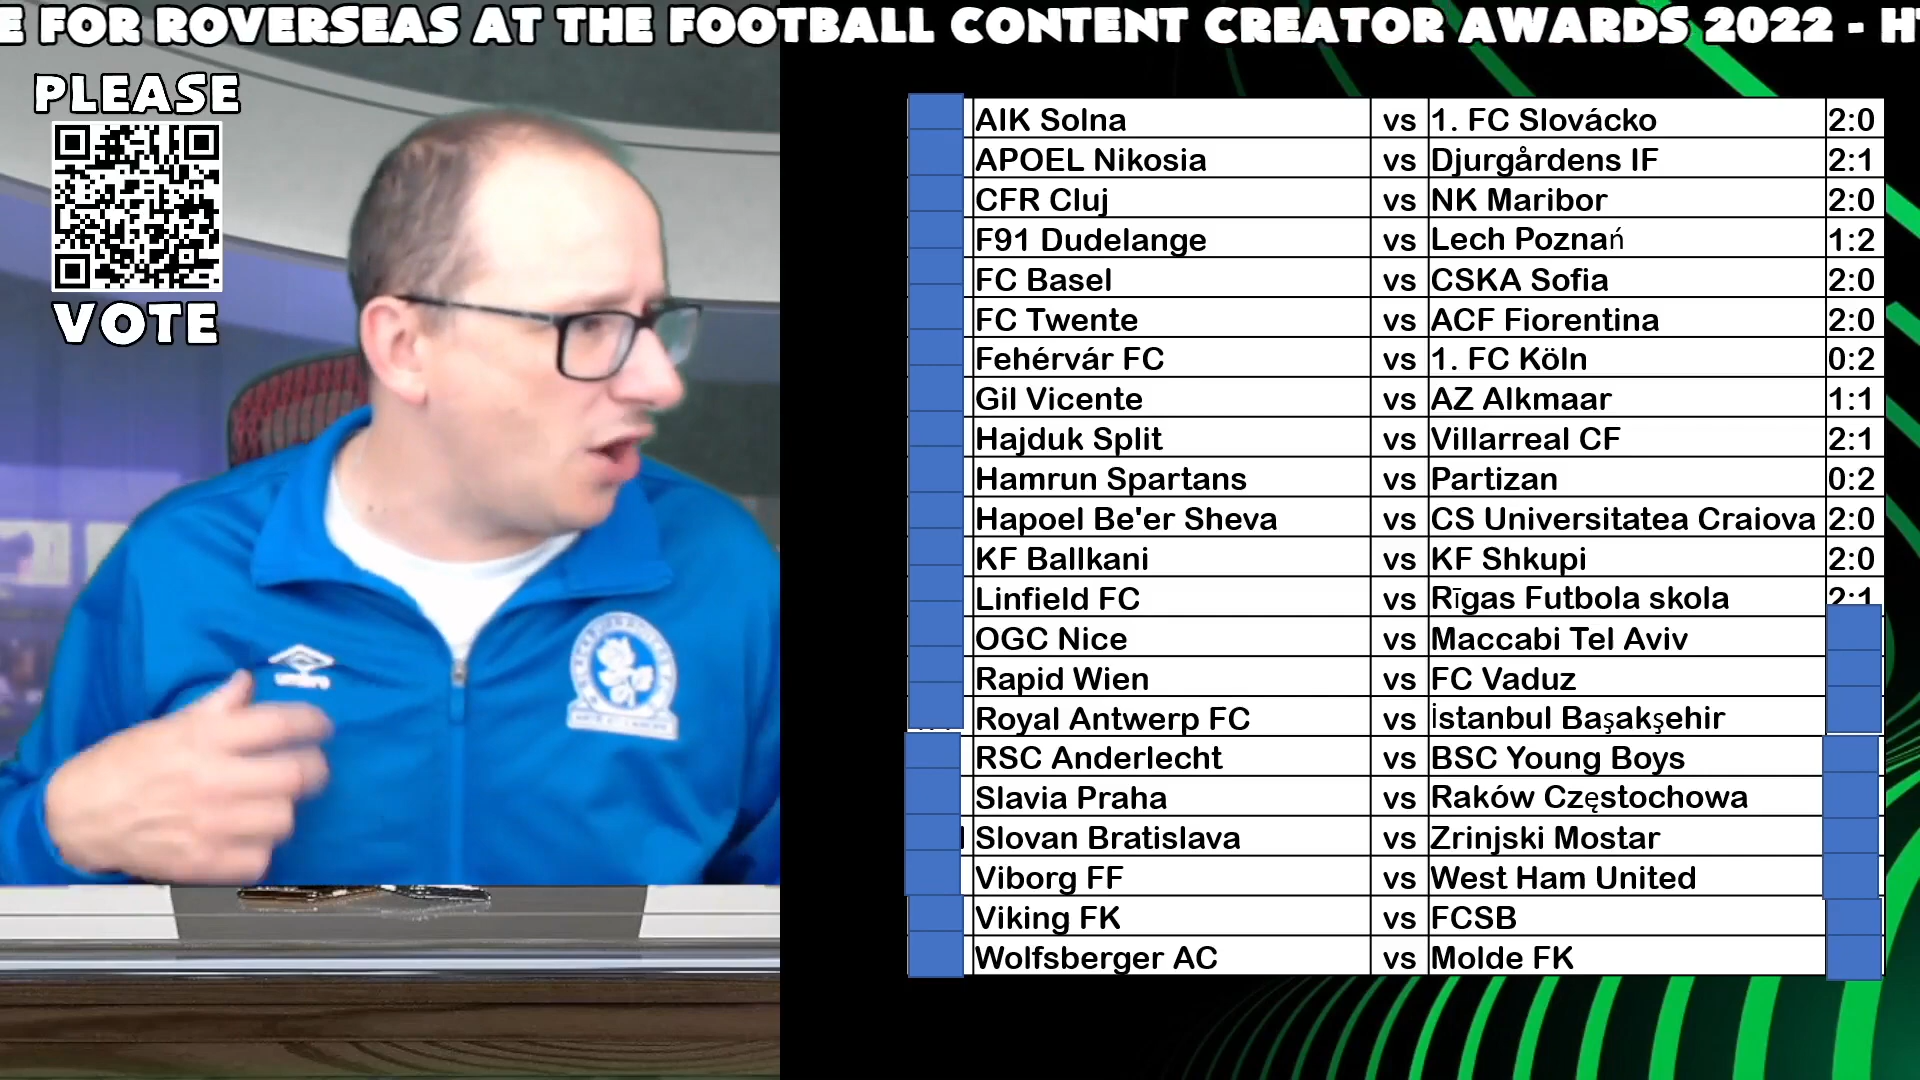 E FOR ROVERSEAS AT THE FOOTBALL CONTENT CREATOR AWARDS 2022 - HT
PLEASE
VOTE
umbro
AIK Solna vs 1. FC Slovácko 2:0
APOEL Nikosia vs Djurgårdens IF 2:1
CFR Cluj vs NK Maribor 2:0
F91 Dudelange vs Lech Poznań 1:2
FC Basel vs CSKA Sofia 2:0
FC Twente vs ACF Fiorentina 2:0
Fehérvár FC vs 1. FC Köln 0:2
Gil Vicente vs AZ Alkmaar 1:1
Hajduk Split vs Villarreal CF 2:1
Hamrun Spartans vs Partizan 0:2
Hapoel Be'er Sheva vs CS Universitatea Craiova 2:0
KF Ballkani vs KF Shkupi 2:0
Linfield FC vs Rīgas Futbola skola 2:1
OGC Nice vs Maccabi Tel Aviv
Rapid Wien vs FC Vaduz
Royal Antwerp FC vs İstanbul Başakşehir
RSC Anderlecht vs BSC Young Boys
Slavia Praha vs Raków Częstochowa
Slovan Bratislava vs Zrinjski Mostar
Viborg FF vs West Ham United
Viking FK vs FCSB
Wolfsberger AC vs Molde FK